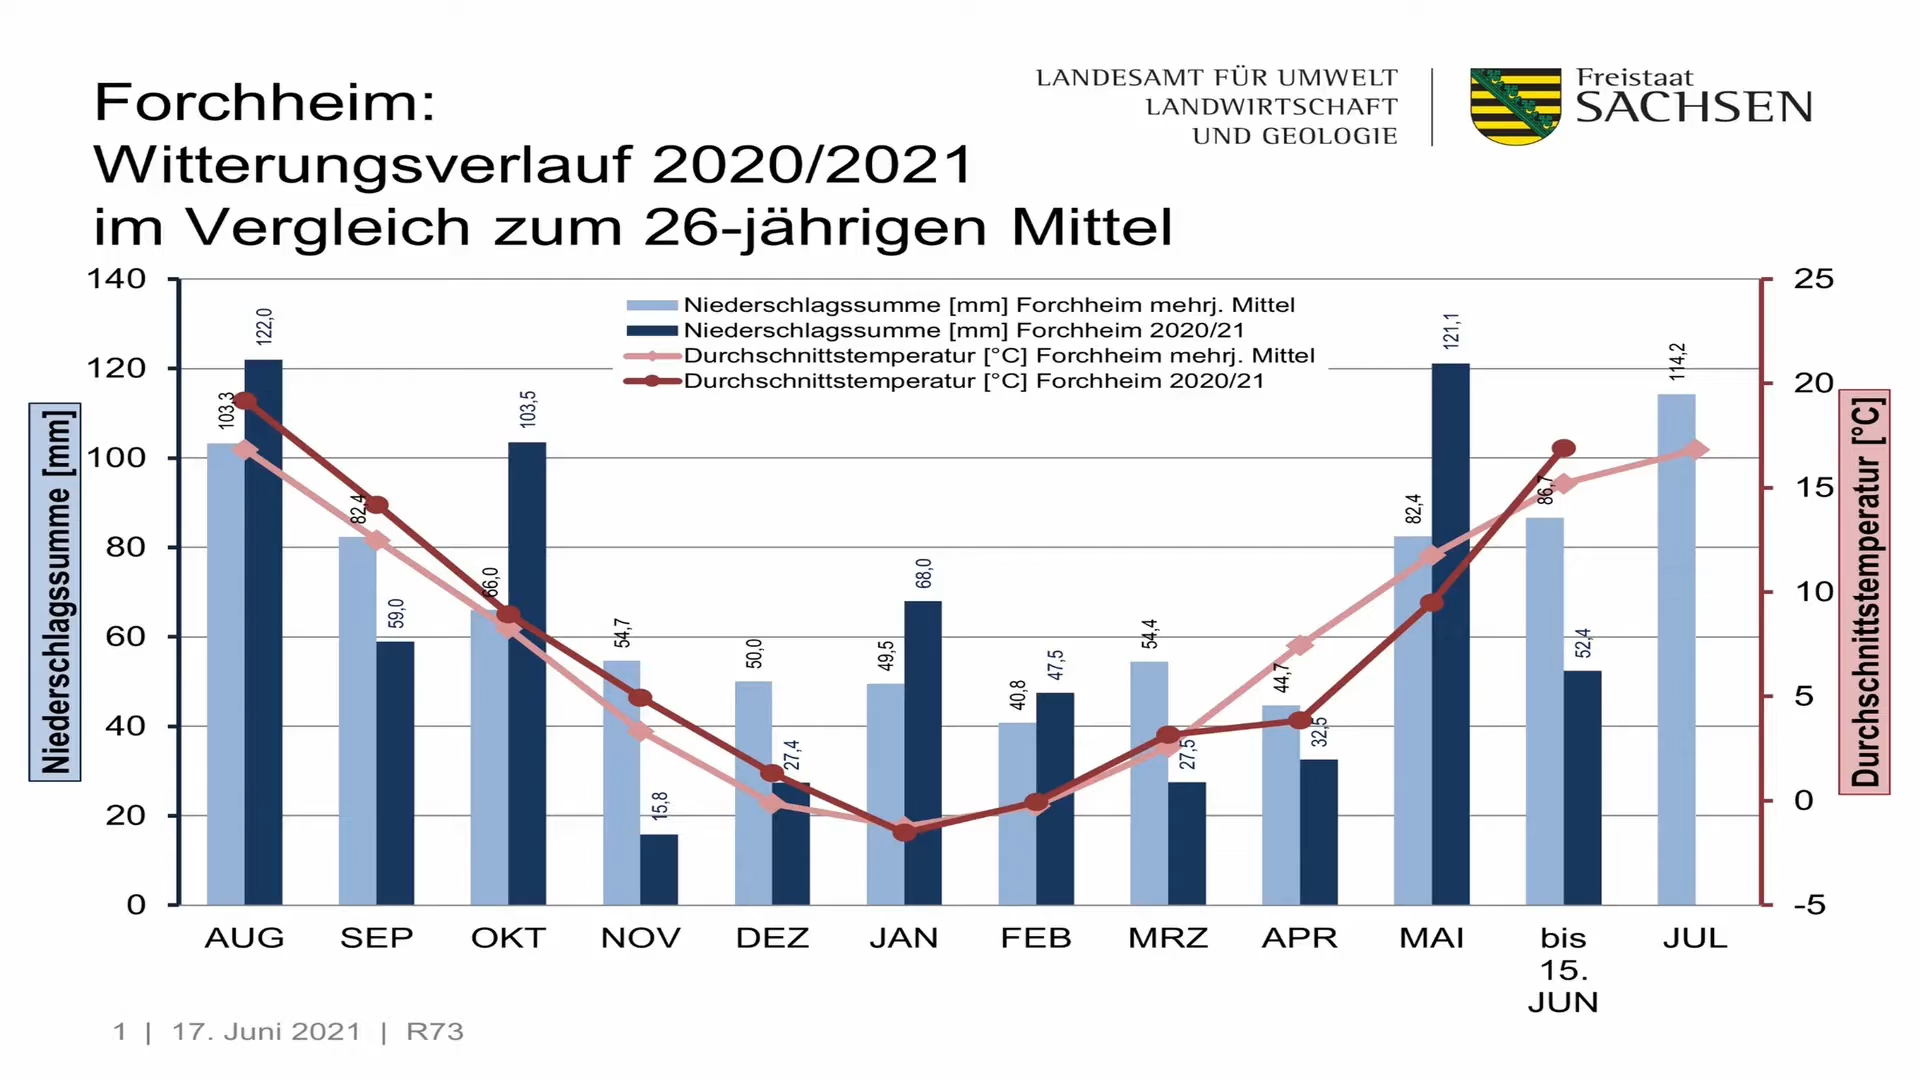 Forchheim:
Witterungsverlauf 2020/2021
im Vergleich zum 26-jährigen Mittel
LANDESAMT FÜR UMWELT
LANDWIRTSCHAFT
UND GEOLOGIE
Freistaat
SACHSEN
Niederschlagssumme [mm] Forchheim mehrj. Mittel
Niederschlagssumme [mm] Forchheim 2020/21
Durchschnittstemperatur [°C] Forchheim mehrj. Mittel
Durchschnittstemperatur [°C] Forchheim 2020/21
Niederschlagssumme [mm]
140
120
100
80
60
40
20
0
103,3
122,0
82,4
59,0
66,0
103,5
54,7
15,8
50,0
27,4
49,5
68,0
40,8
47,5
54,4
27,5
44,7
32,5
82,4
121,1
86,7
52,4
114,2
25
20
15
10
5
0
-5
Durchschnittstemperatur [°C]
AUG SEP OKT NOV DEZ JAN FEB MRZ APR MAI bis JUL
15.
JUN
1 | 17. Juni 2021 | R73